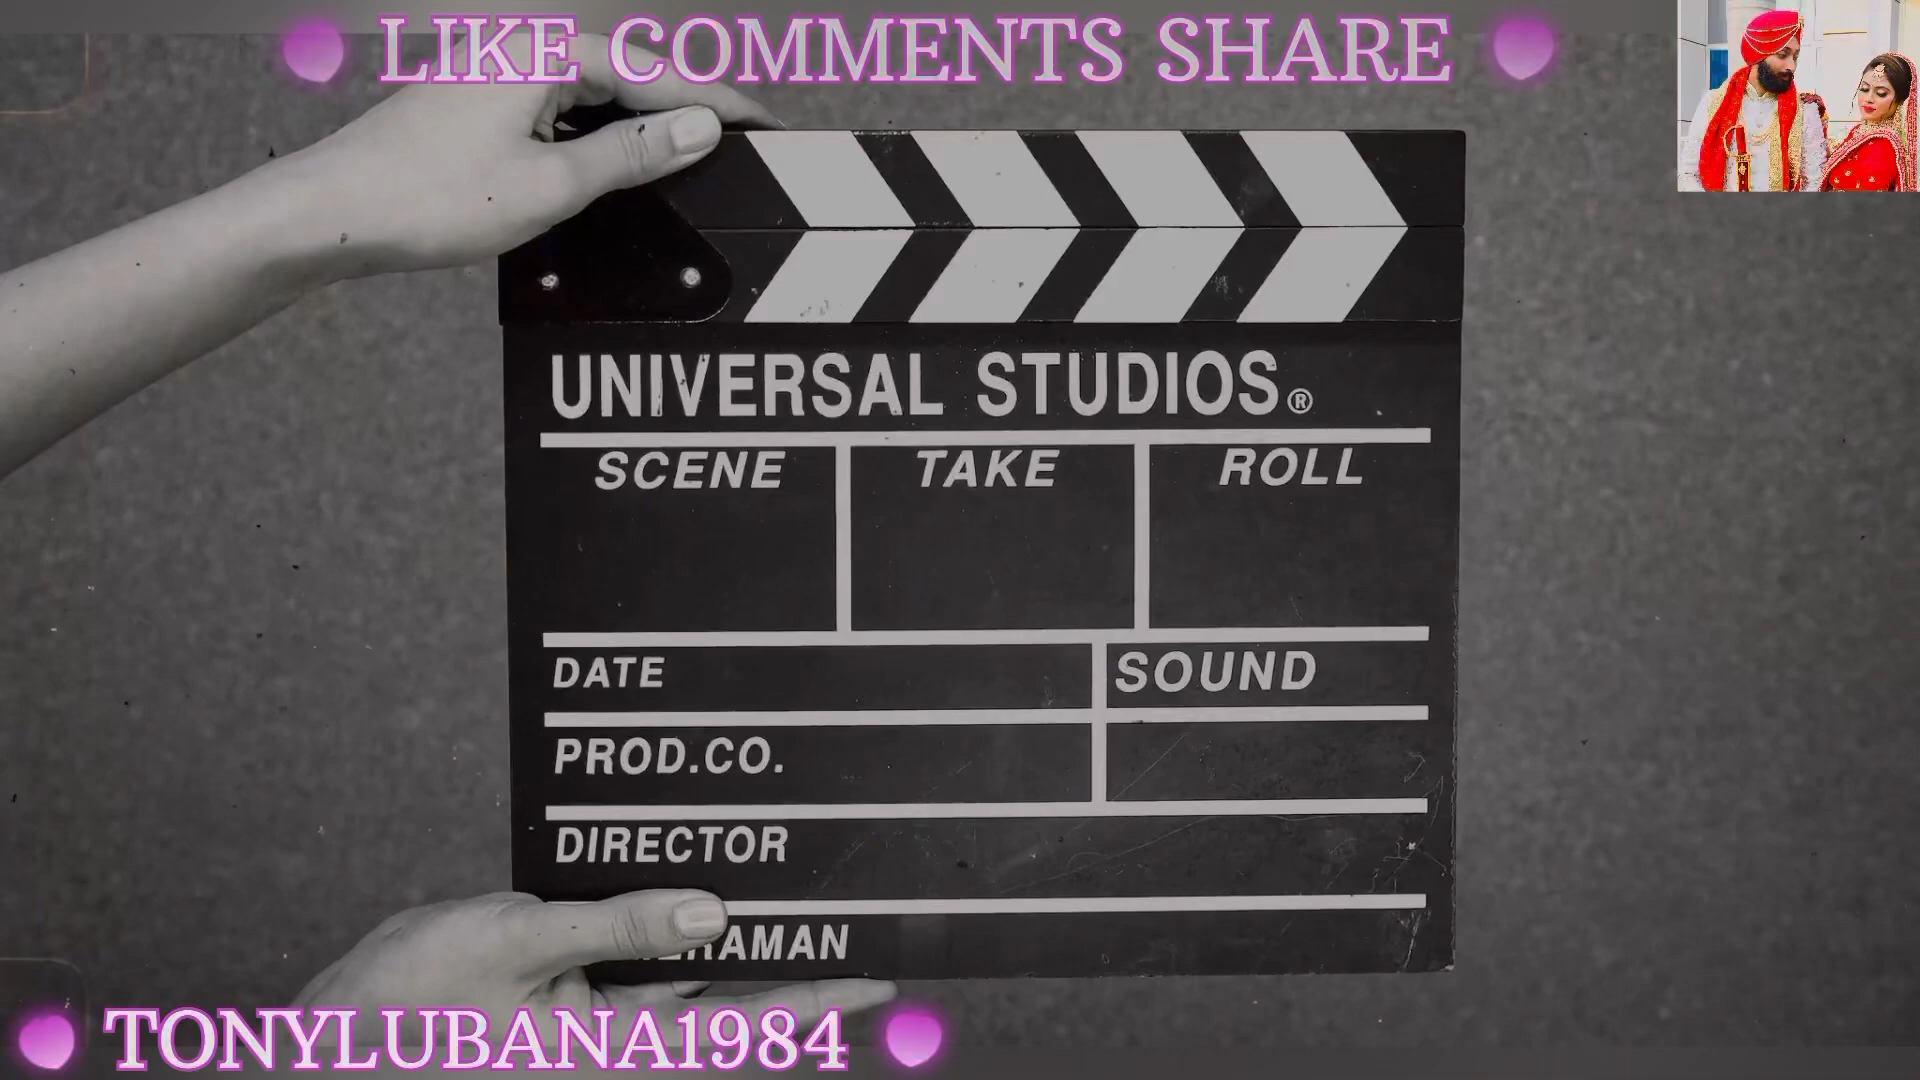 LIKE COMMENTS SHARE
UNIVERSAL STUDIOS®
SCENE TAKE ROLL
DATE SOUND
PROD.CO.
DIRECTOR
TONYLUBANA1984